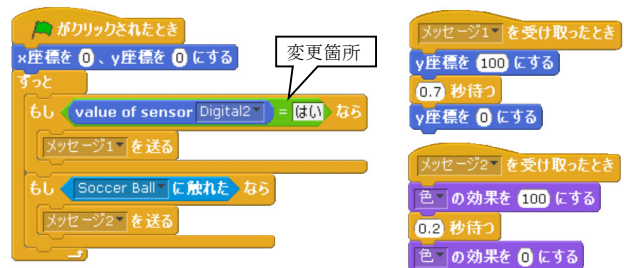 がクリックされたとき
x座標を 0 、y座標を 0 にする
ずっと
変更箇所
もし value of sensor Digital2 = はい なら
メッセージ1 を送る
もし Soccer Ball に触れた なら
メッセージ2 を送る
メッセージ1 を受け取ったとき
y座標を 100 にする
0.7 秒待つ
y座標を 0 にする
メッセージ2 を受け取ったとき
色 の効果を 100 にする
0.2 秒待つ
色 の効果を 0 にする